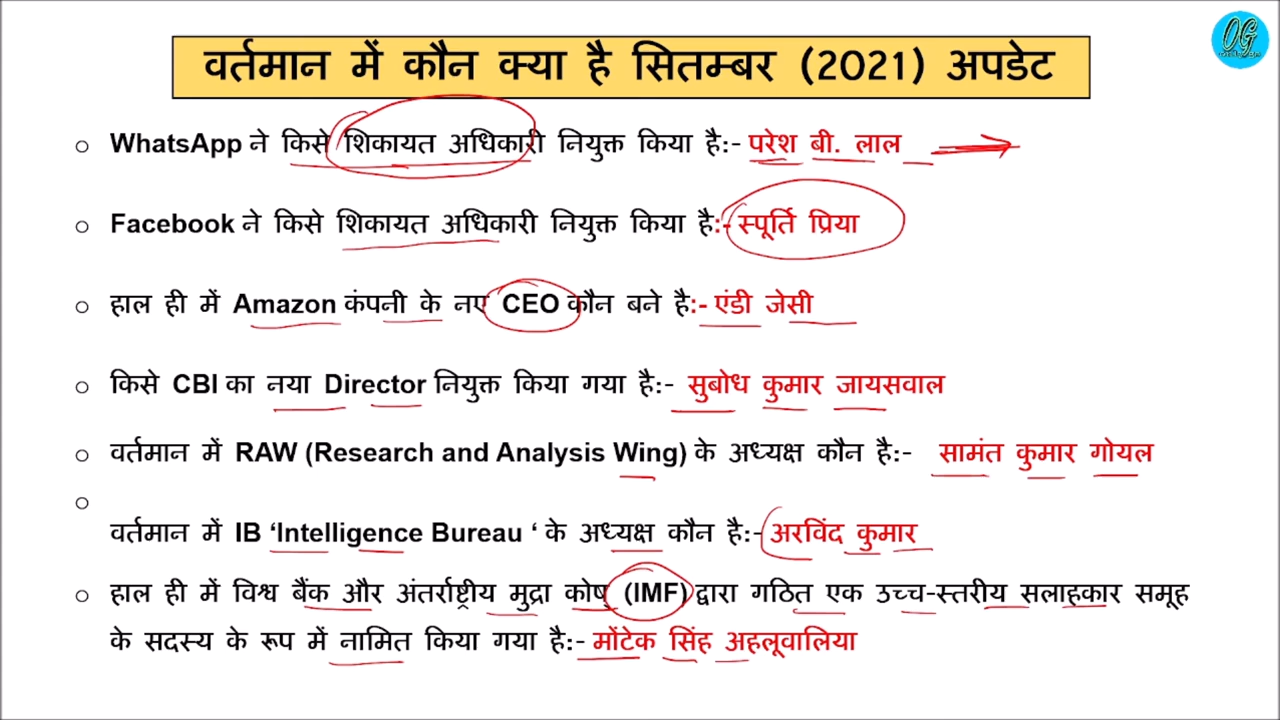 OG
वर्तमान में कौन क्या है सितम्बर (2021) अपडेट
○ WhatsApp ने किसे शिकायत अधिकारी नियुक्त किया है:- परेश बी. लाल
○ Facebook ने किसे शिकायत अधिकारी नियुक्त किया है:- स्पूर्ति प्रिया
○ हाल ही में Amazon कंपनी के नए CEO कौन बने है:- एंडी जेसी
○ किसे CBI का नया Director नियुक्त किया गया है:- सुबोध कुमार जायसवाल
○ वर्तमान में RAW (Research and Analysis Wing) के अध्यक्ष कौन है:- सामंत कुमार गोयल
○
वर्तमान में IB ‘Intelligence Bureau ‘ के अध्यक्ष कौन है:- अरविंद कुमार
○ हाल ही में विश्व बैंक और अंतर्राष्ट्रीय मुद्रा कोष (IMF) द्वारा गठित एक उच्च-स्तरीय सलाहकार समूह
के सदस्य के रूप में नामित किया गया है:- मोंटेक सिंह अहलूवालिया